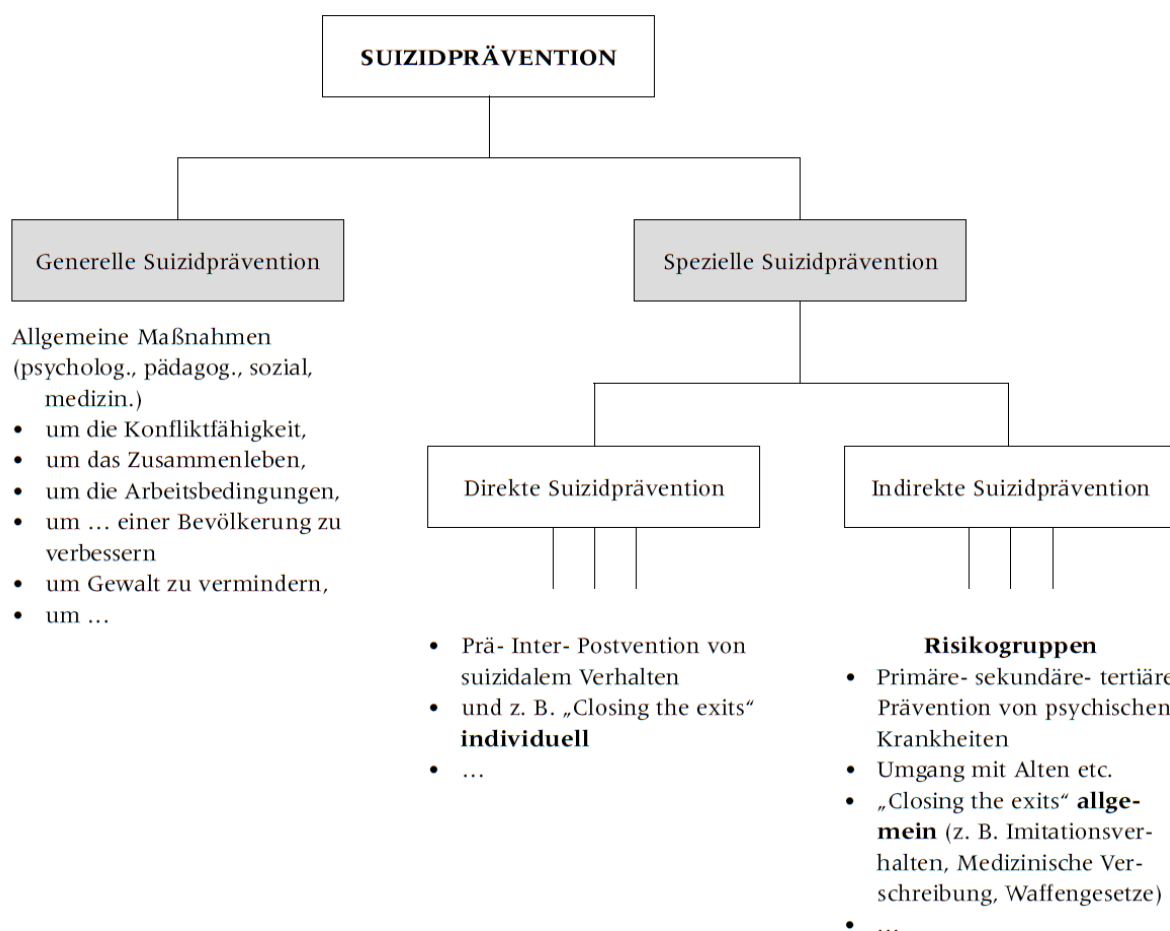 SUIZIDPRÄVENTION
Generelle Suizidprävention
Spezielle Suizidprävention
Allgemeine Maßnahmen
(psycholog., pädagog., sozial,
medizin.)
• um die Konfliktfähigkeit,
• um das Zusammenleben,
• um die Arbeitsbedingungen,
• um … einer Bevölkerung zu
verbessern
• um Gewalt zu vermindern,
• um …
Direkte Suizidprävention
Indirekte Suizidprävention
• Prä- Inter- Postvention von
suizidalem Verhalten
• und z. B. „Closing the exits“
individuell
• …
Risikogruppen
• Primäre- sekundäre- tertiäre
Prävention von psychischen
Krankheiten
• Umgang mit Alten etc.
• „Closing the exits“ allge-
mein (z. B. Imitationsver-
halten, Medizinische Ver-
schreibung, Waffengesetze)
• …